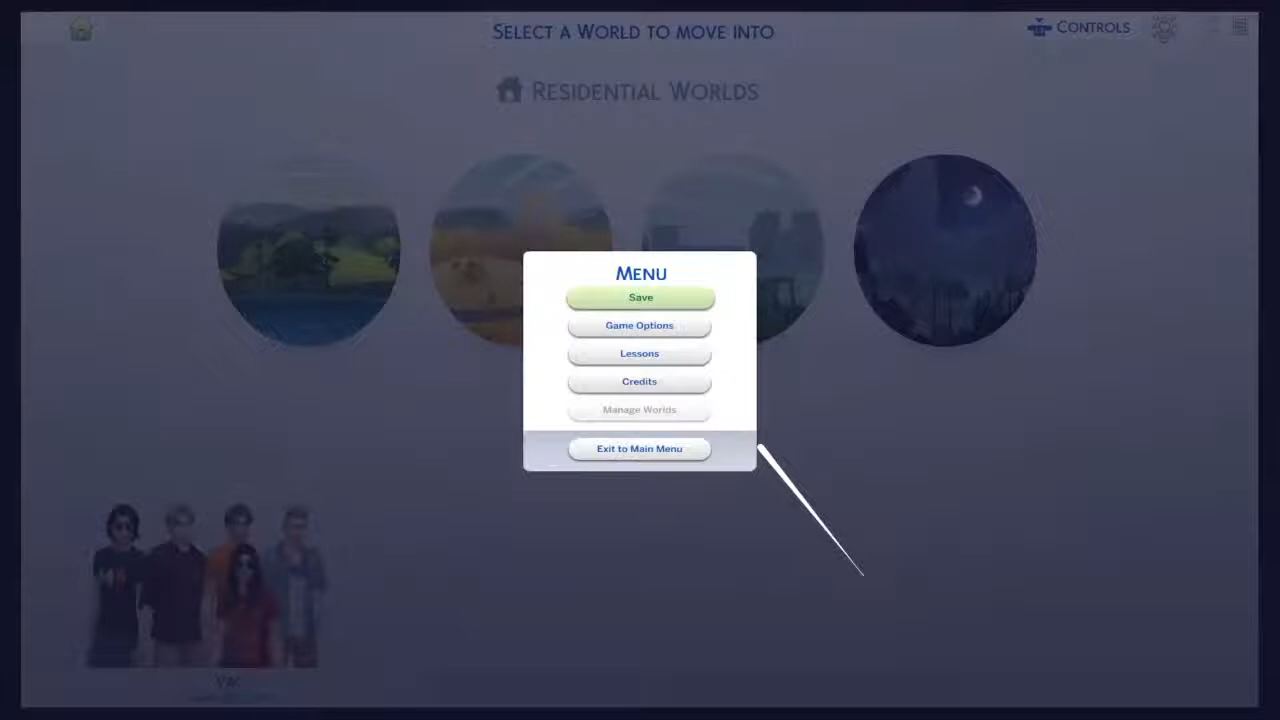 SELECT A WORLD TO MOVE INTO
CONTROLS
RESIDENTIAL WORLDS
MENU
Save
Game Options
Lessons
Credits
Manage Worlds
Exit to Main Menu